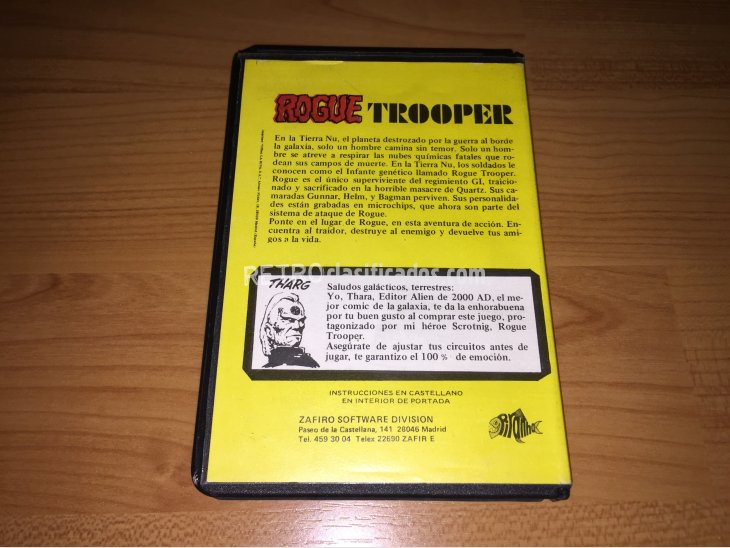 ROGUE TROOPER
En la Tierra Nu, el planeta destrozado por la guerra al borde
la galaxia, solo un hombre camina sin temor. Solo un hom-
bre se atreve a respirar las nubes químicas fatales que ro-
dean sus campos de muerte. En la Tierra Nu, los soldados le
conocen como el Infante genético llamado Rogue Trooper.
Rogue es el único superviviente del regimiento GI, traicio-
nado y sacrificado en la horrible masacre de Quartz. Sus ca-
maradas Gunnar, Helm, y Bagman perviven. Sus personalida-
des están grabadas en microchips, que ahora son parte del
sistema de ataque de Rogue.
Ponte en el lugar de Rogue, en esta aventura de acción. En-
cuentra al traidor, destruye al enemigo y devuelve tus ami-
gos a la vida.
RETROclasificados.com
THARG
Saludos galácticos, terrestres:
Yo, Thara, Editor Alien de 2000 AD, el me-
jor comic de la galaxia, te da la enhorabuena
por tu buen gusto al comprar este juego, pro-
tagonizado por mi héroe Scrotnig, Rogue
Trooper.
Asegúrate de ajustar tus circuitos antes de
jugar, te garantizo el 100 % de emoción.
INSTRUCCIONES EN CASTELLANO
EN INTERIOR DE PORTADA
ZAFIRO SOFTWARE DIVISION
Paseo de la Castellana, 141 28046 Madrid
Tel. 459 30 04 Telex 22690 ZAFIR E
Piranha